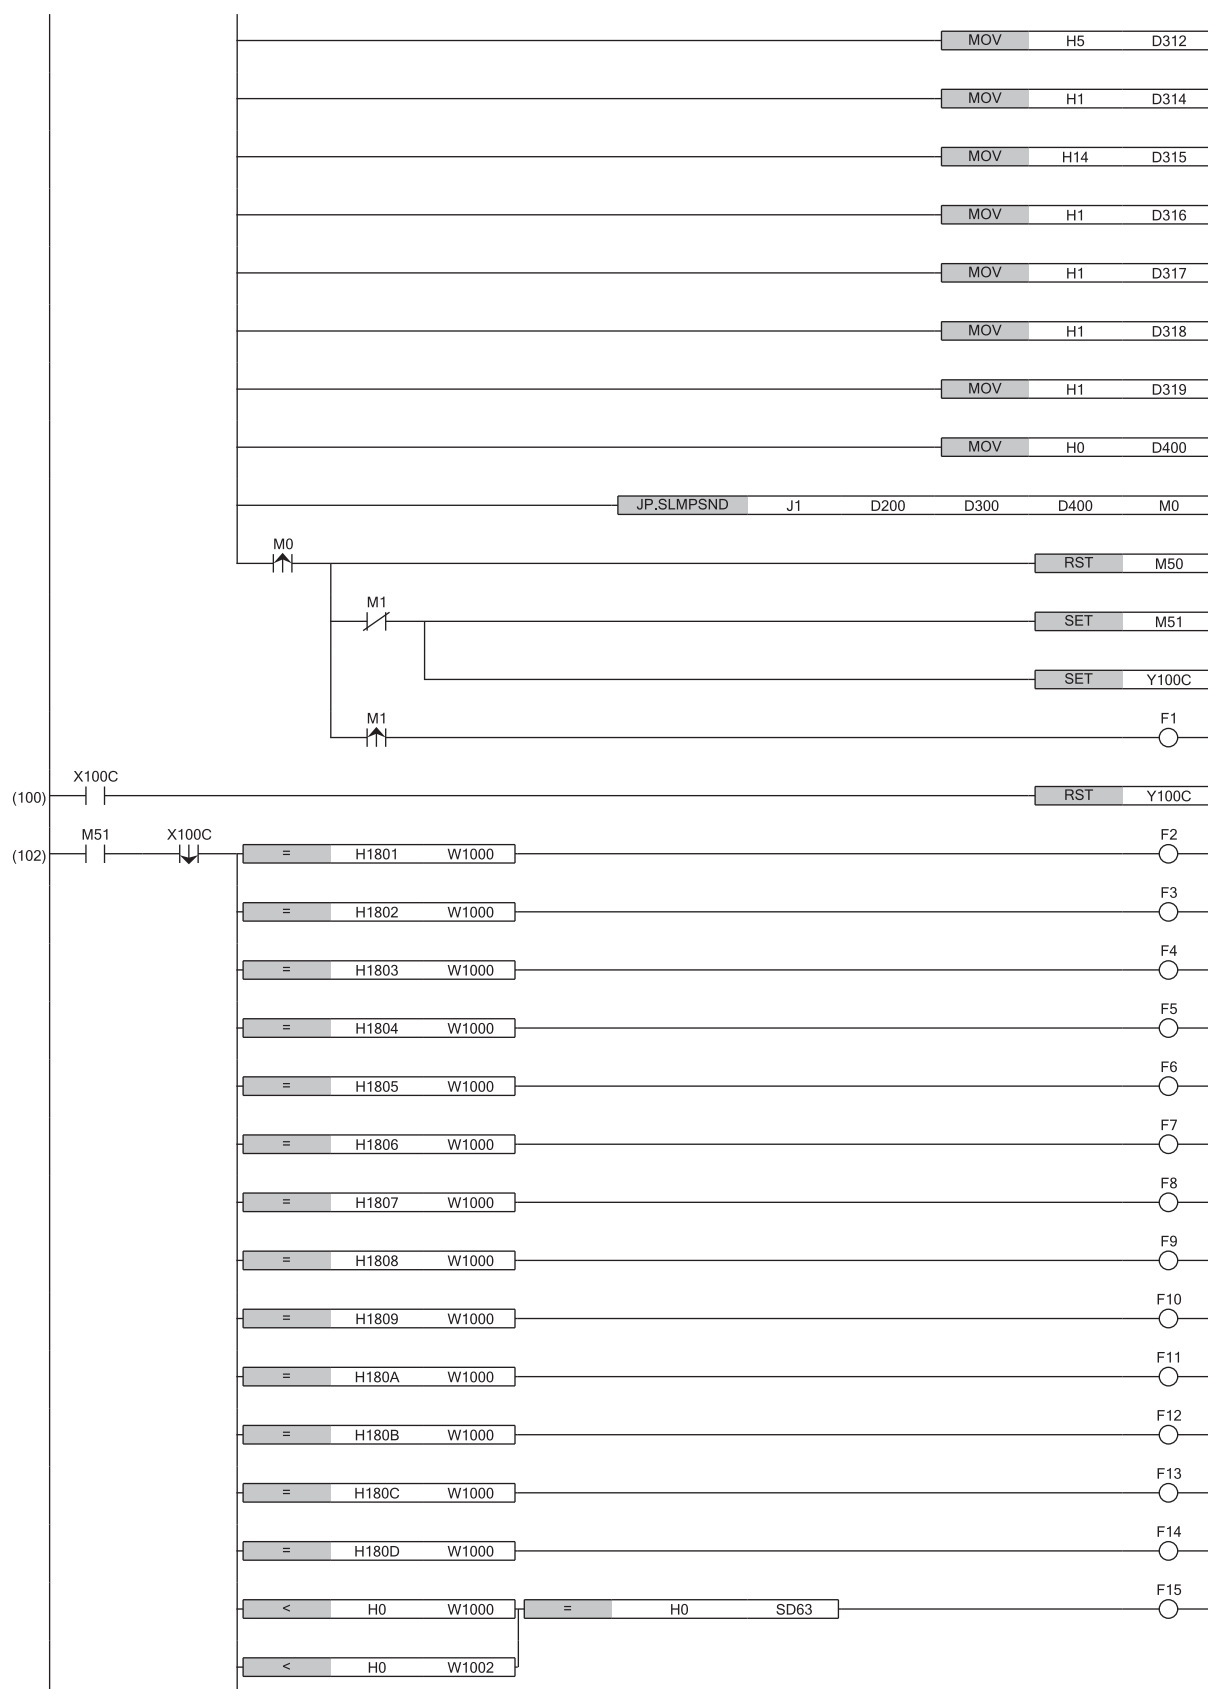 MOV H5 D312
MOV H1 D314
MOV H14 D315
MOV H1 D316
MOV H1 D317
MOV H1 D318
MOV H1 D319
MOV H0 D400
JP.SLMPSND J1 D200 D300 D400 M0
M0
RST M50
M1
SET M51
SET Y100C
M1 F1
X100C
(100) RST Y100C
M51 X100C F2
(102) = H1801 W1000
F3
= H1802 W1000
F4
= H1803 W1000
F5
= H1804 W1000
F6
= H1805 W1000
F7
= H1806 W1000
F8
= H1807 W1000
F9
= H1808 W1000
F10
= H1809 W1000
F11
= H180A W1000
F12
= H180B W1000
F13
= H180C W1000
F14
= H180D W1000
F15
< H0 W1000 = H0 SD63
< H0 W1002